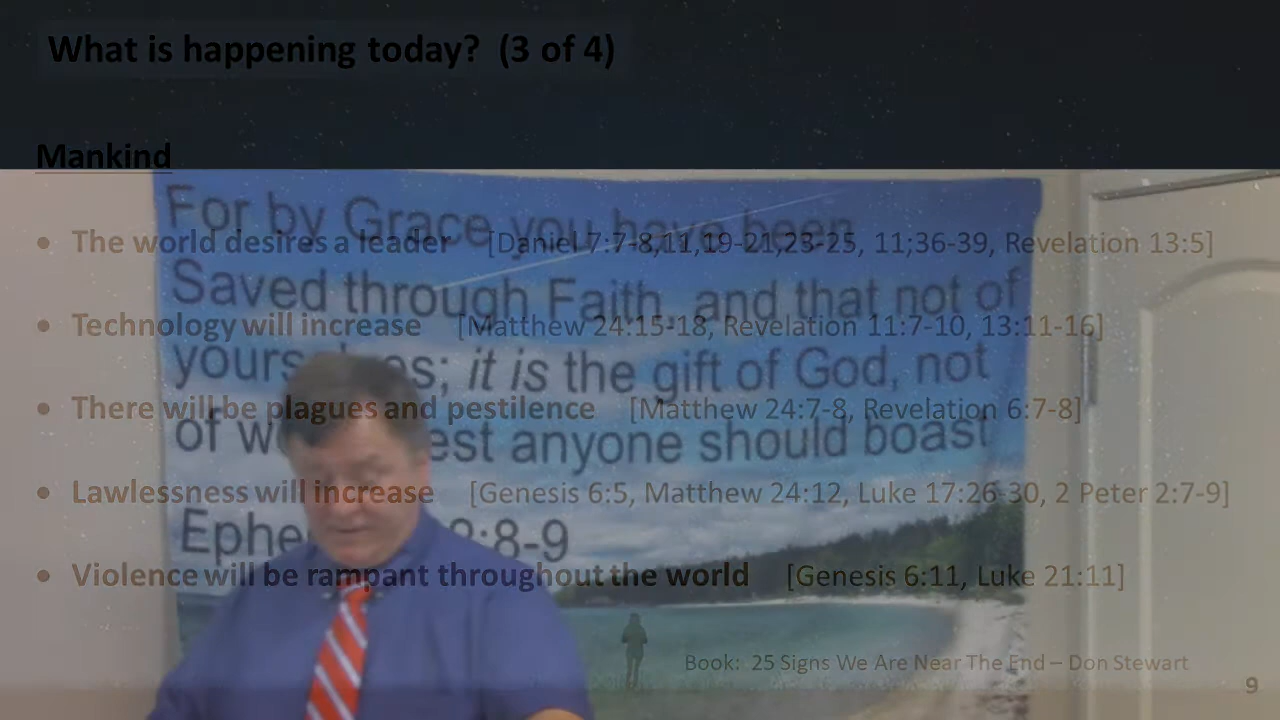 What is happening today? (3 of 4)
Mankind
• The world desires a leader [Daniel 7:7-8,11,19-21,23-25, 11;36-39, Revelation 13:5]
• Technology will increase [Matthew 24:15-18, Revelation 11:7-10, 13:11-16]
• There will be plagues and pestilence [Matthew 24:7-8, Revelation 6:7-8]
• Lawlessness will increase [Genesis 6:5, Matthew 24:12, Luke 17:26-30, 2 Peter 2:7-9]
• Violence will be rampant throughout the world [Genesis 6:11, Luke 21:11]
Book: 25 Signs We Are Near The End – Don Stewart
9
For by Grace you have been
Saved through Faith, and that not of
it is the gift of God, not
of anyone should boast
2:8-9